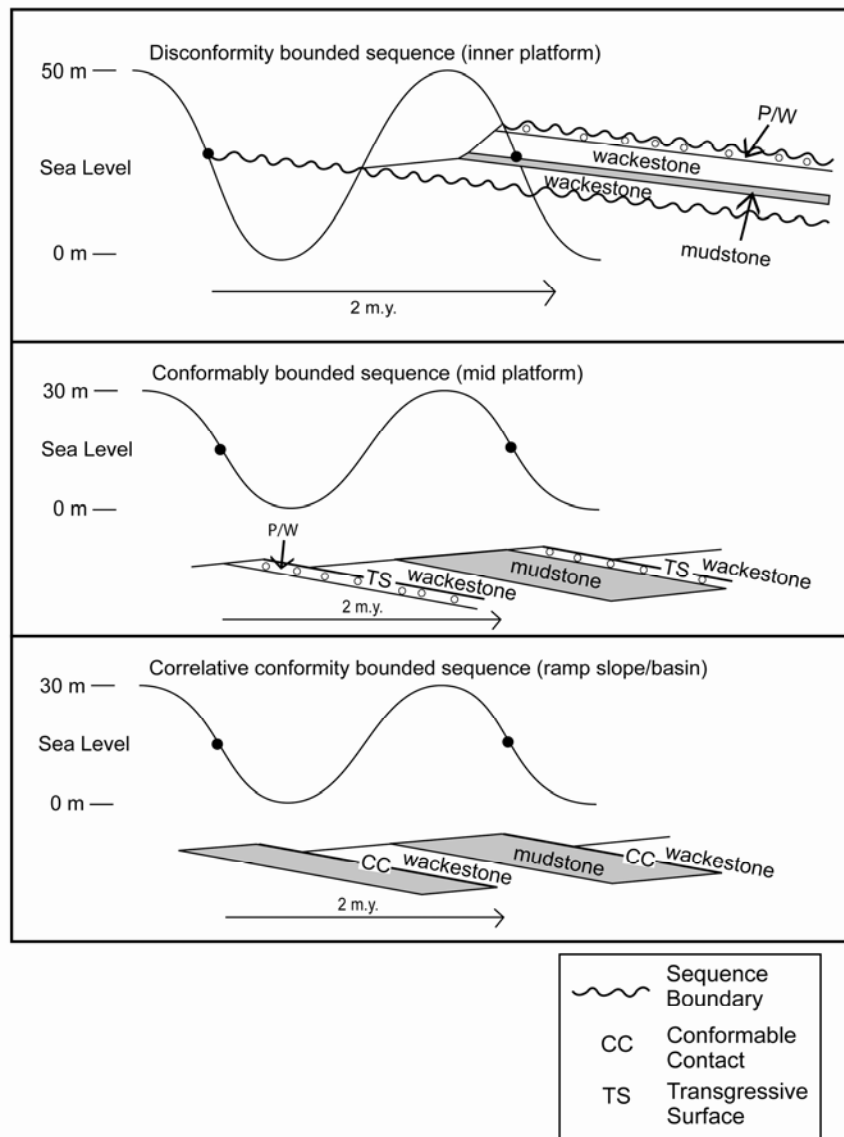 Disconformity bounded sequence (inner platform)
50 m
P/W
wackestone
Sea Level
wackestone
mudstone
0 m
2 m.y.
Conformably bounded sequence (mid platform)
30 m
Sea Level
0 m
P/W
TS wackestone
mudstone
TS wackestone
2 m.y.
Correlative conformity bounded sequence (ramp slope/basin)
30 m
Sea Level
0 m
CC wackestone
mudstone
CC wackestone
2 m.y.
Sequence
Boundary
CC Conformable
Contact
TS Transgressive
Surface